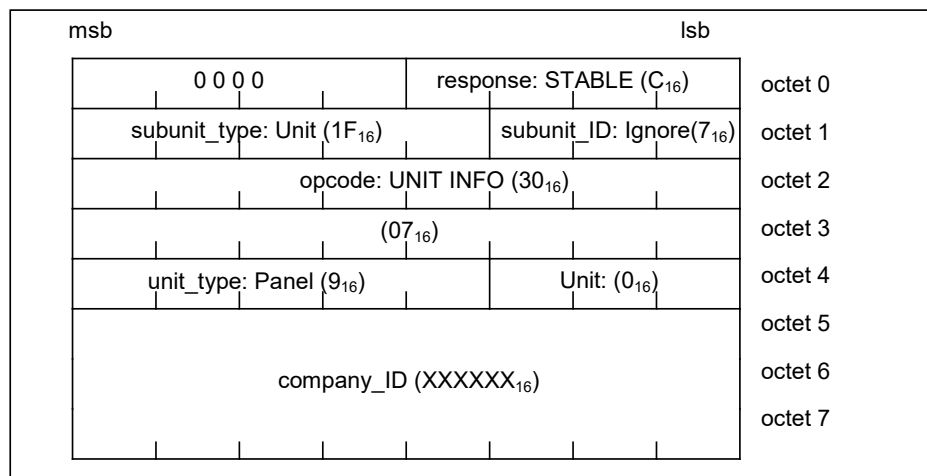 msb lsb
0 0 0 0 response: STABLE (C₁₆) octet 0
subunit_type: Unit (1F₁₆) subunit_ID: Ignore(7₁₆) octet 1
opcode: UNIT INFO (30₁₆) octet 2
(07₁₆) octet 3
unit_type: Panel (9₁₆) Unit: (0₁₆) octet 4
octet 5
company_ID (XXXXXX₁₆) octet 6
octet 7